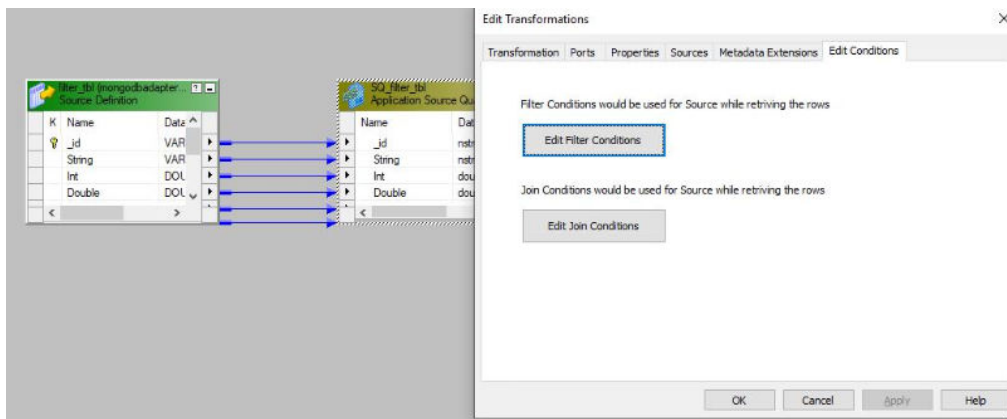 filter_tbl (mongodbadapter...
Source Definition
K Name Data
_id VAR
String VAR
Int DOU
Double DOU
SQ_filter_tbl
Application Source Qu
Name Dat
_id nstr
String nstr
Int dou
Double dou
Edit Transformations
Transformation Ports Properties Sources Metadata Extensions Edit Conditions
Filter Conditions would be used for Source while retriving the rows
Edit Filter Conditions
Join Conditions would be used for Source while retriving the rows
Edit Join Conditions
OK Cancel Apply Help